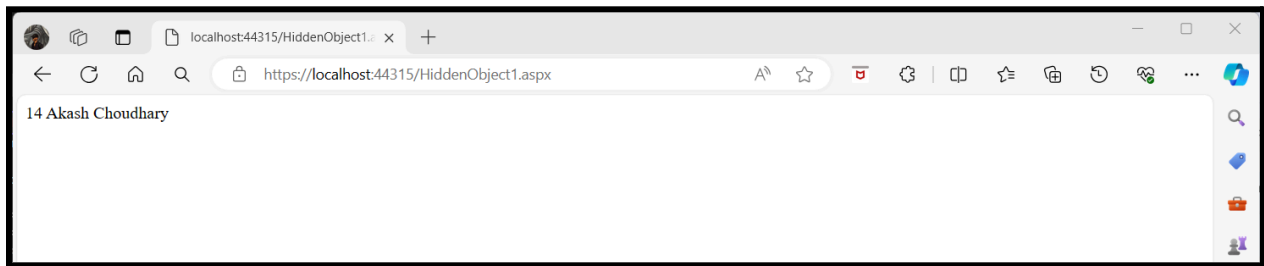 localhost:44315/HiddenObject1.a
https://localhost:44315/HiddenObject1.aspx
14 Akash Choudhary